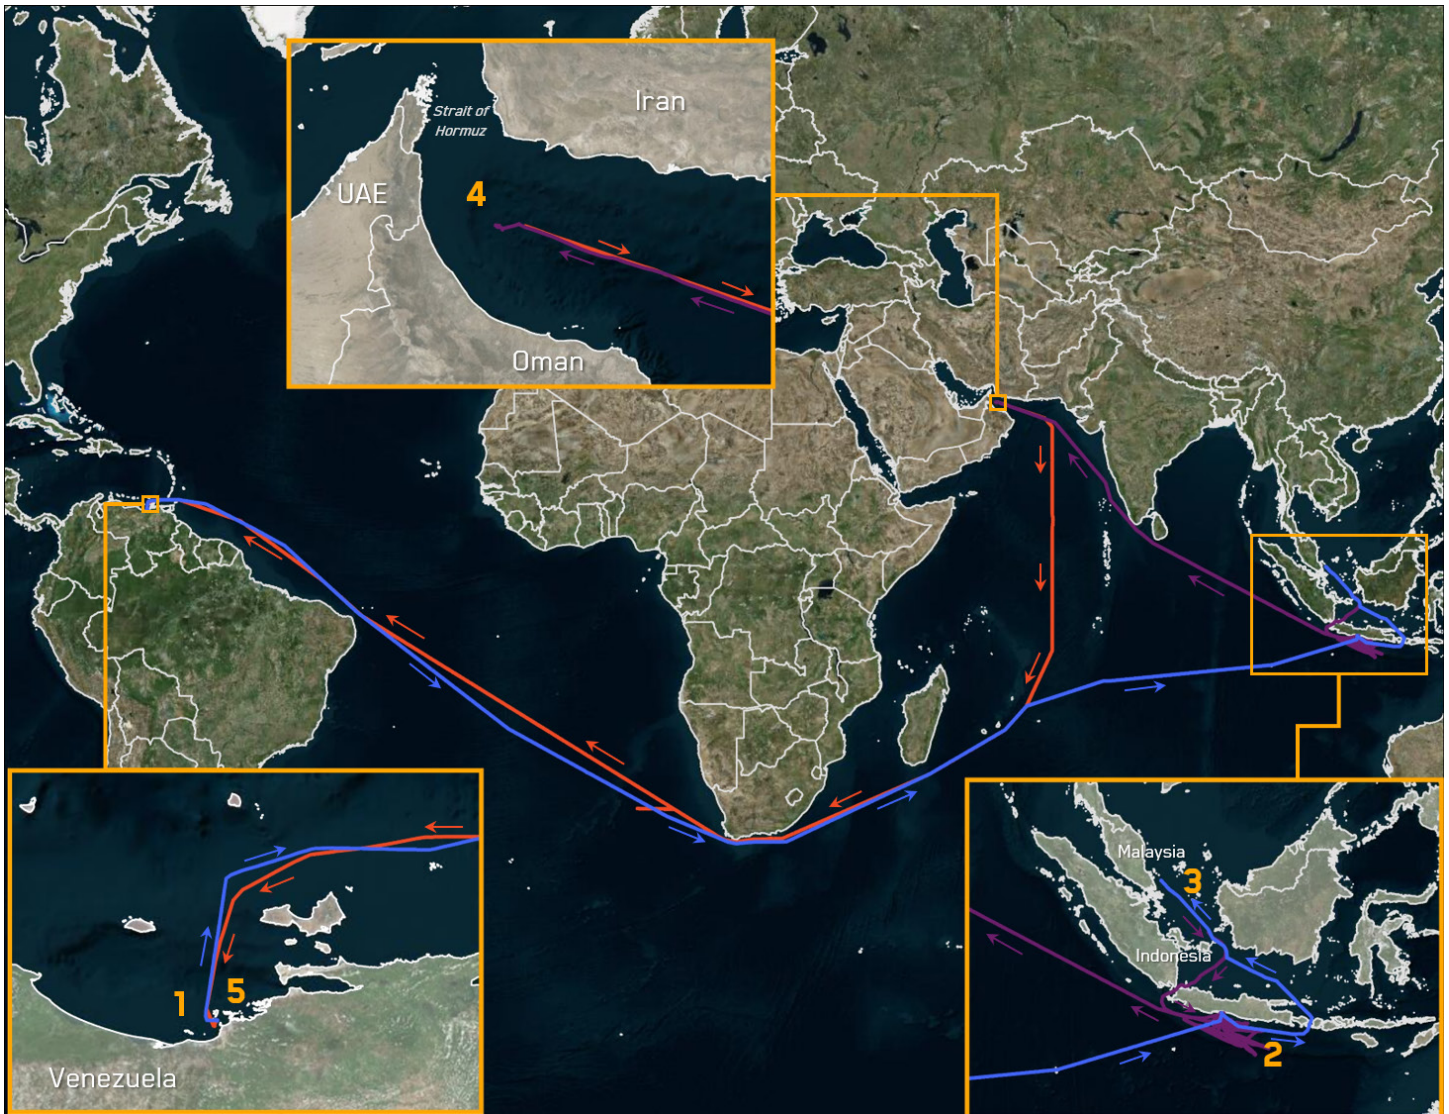 Iran
Strait of
Hormuz
UAE
4
Oman
1
5
Venezuela
Malaysia
3
Indonesia
2